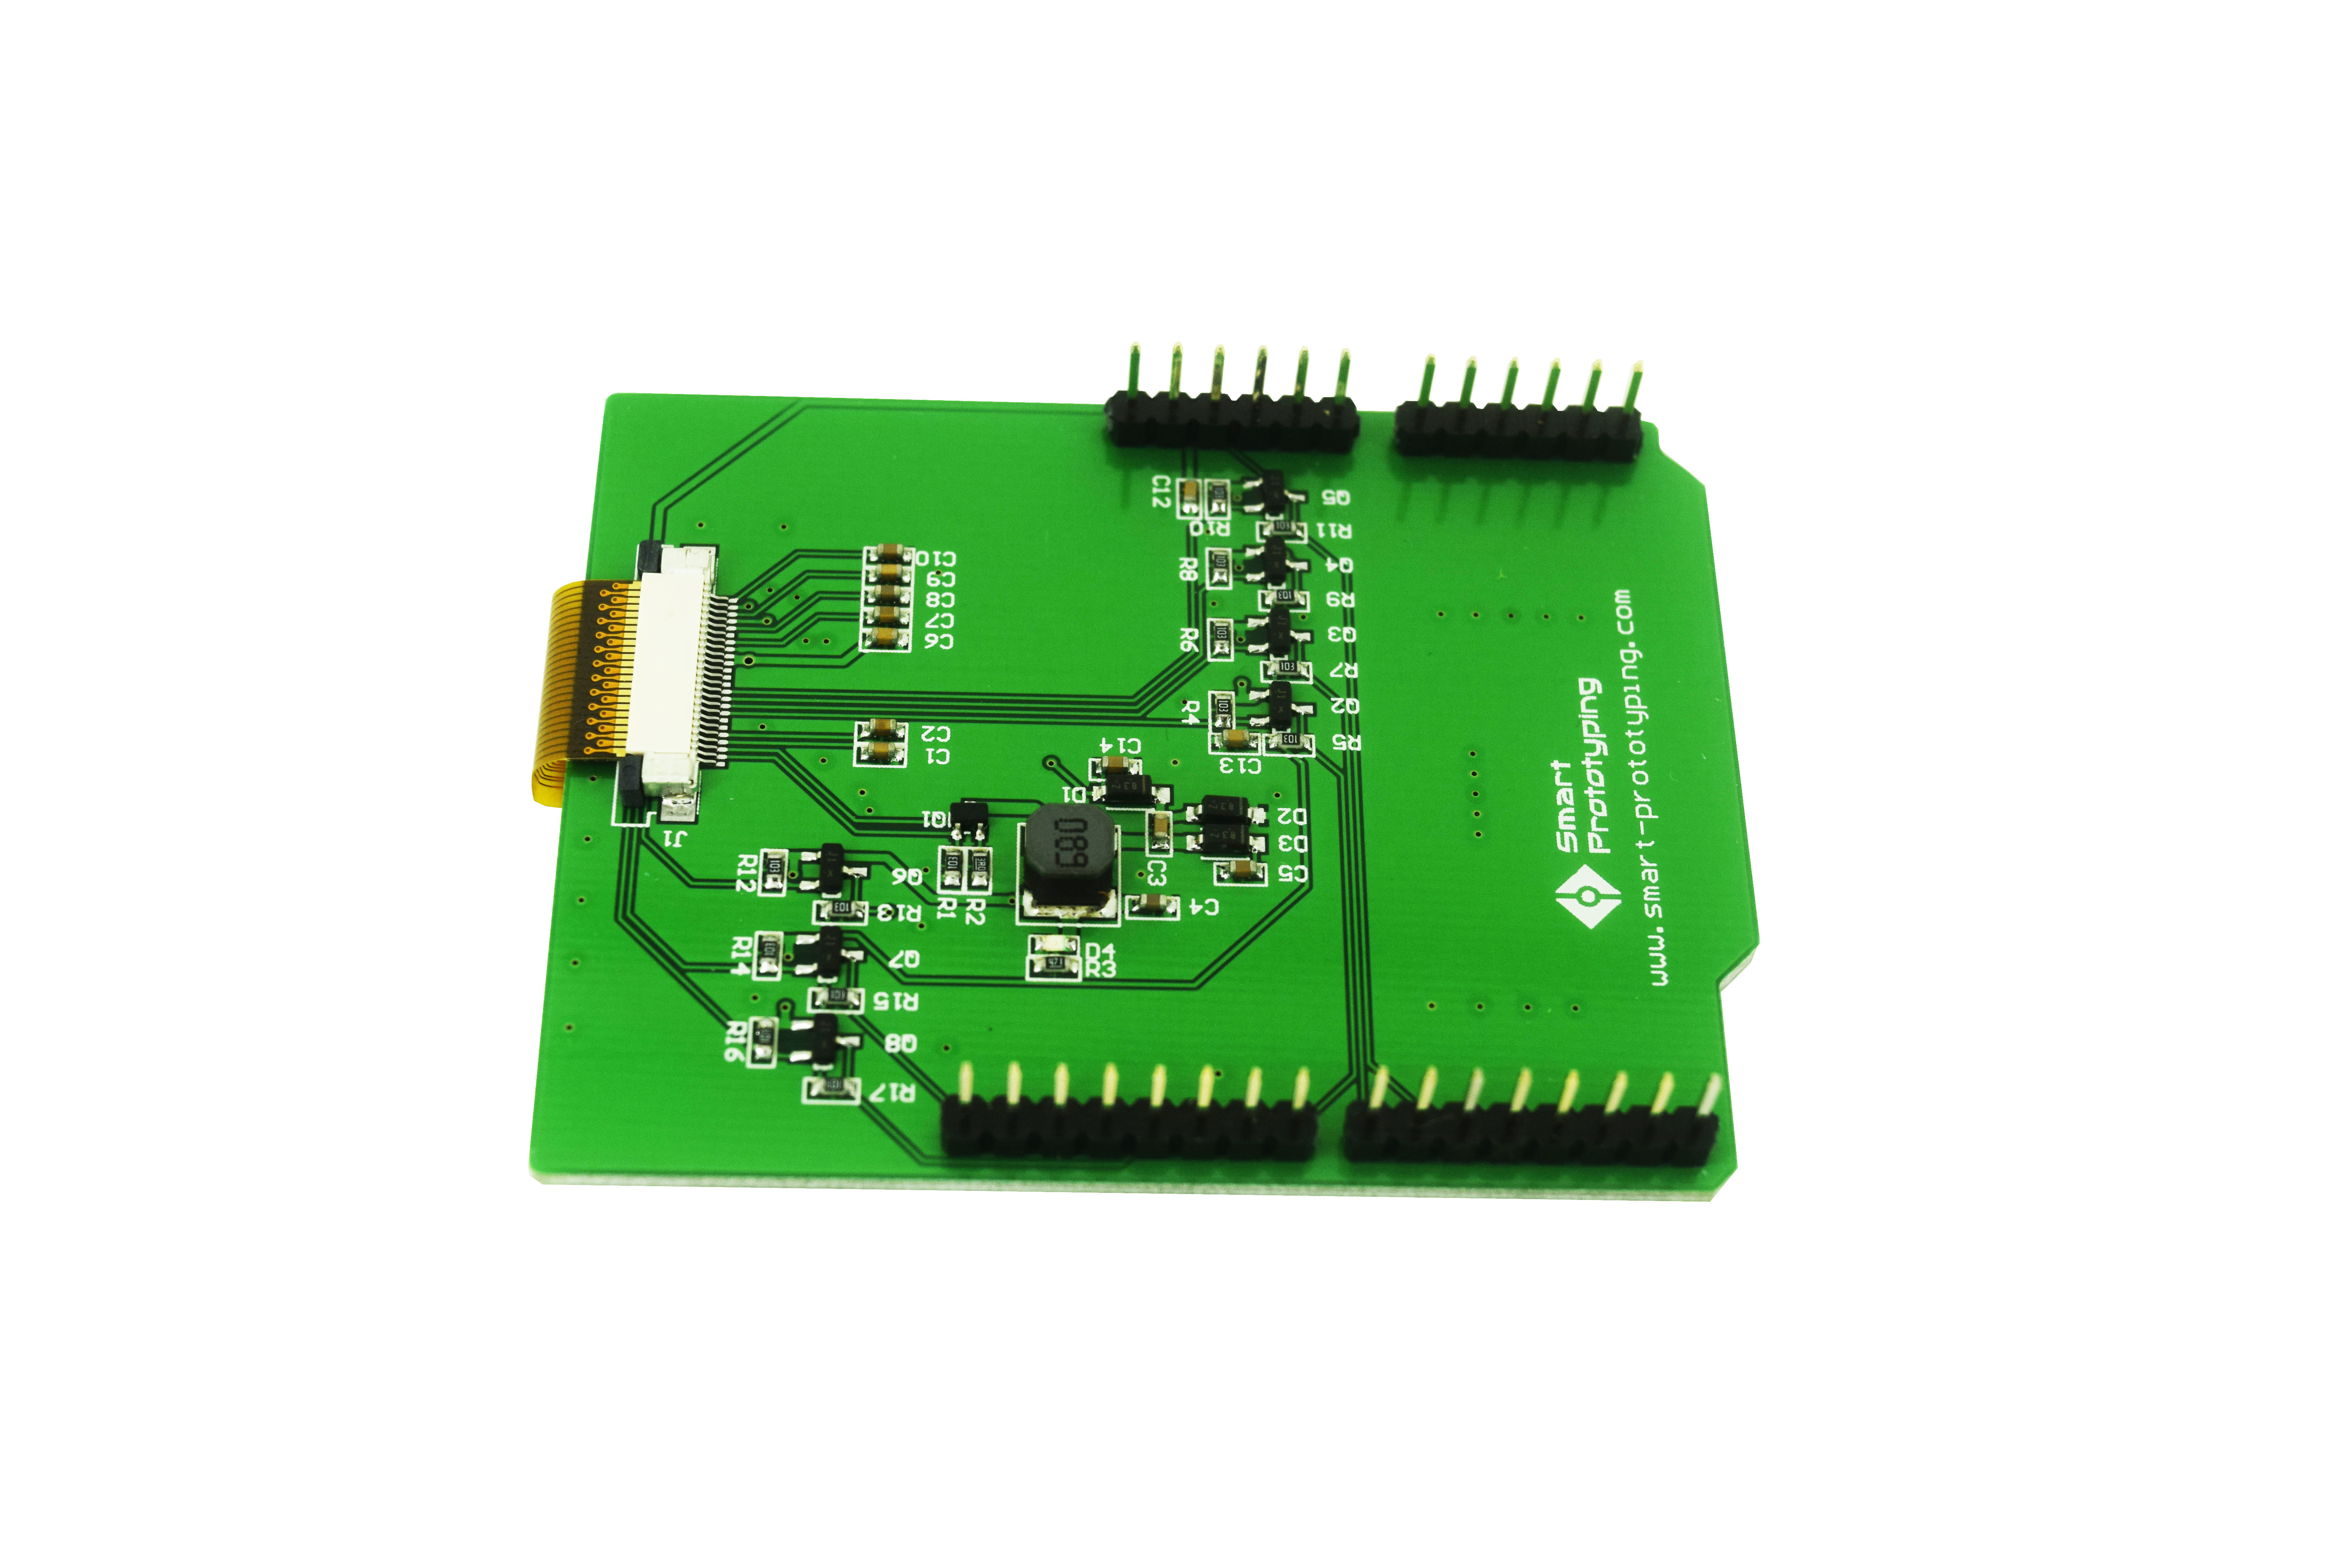 C12
R10
Q5
R11
C10
C9
C8
C7
C6
R8
Q4
R9
R6
Q3
R7
R4
Q2
R5
C2
C1
C14
C13
J1
D1
D2
D3
Q1
680
C3
C5
C4
R12
Q6
103
R13
R1
R2
R14
Q7
D4
471
R3
R15
R16
Q8
R17
Smart
Prototyping
www.smart-prototyping.com